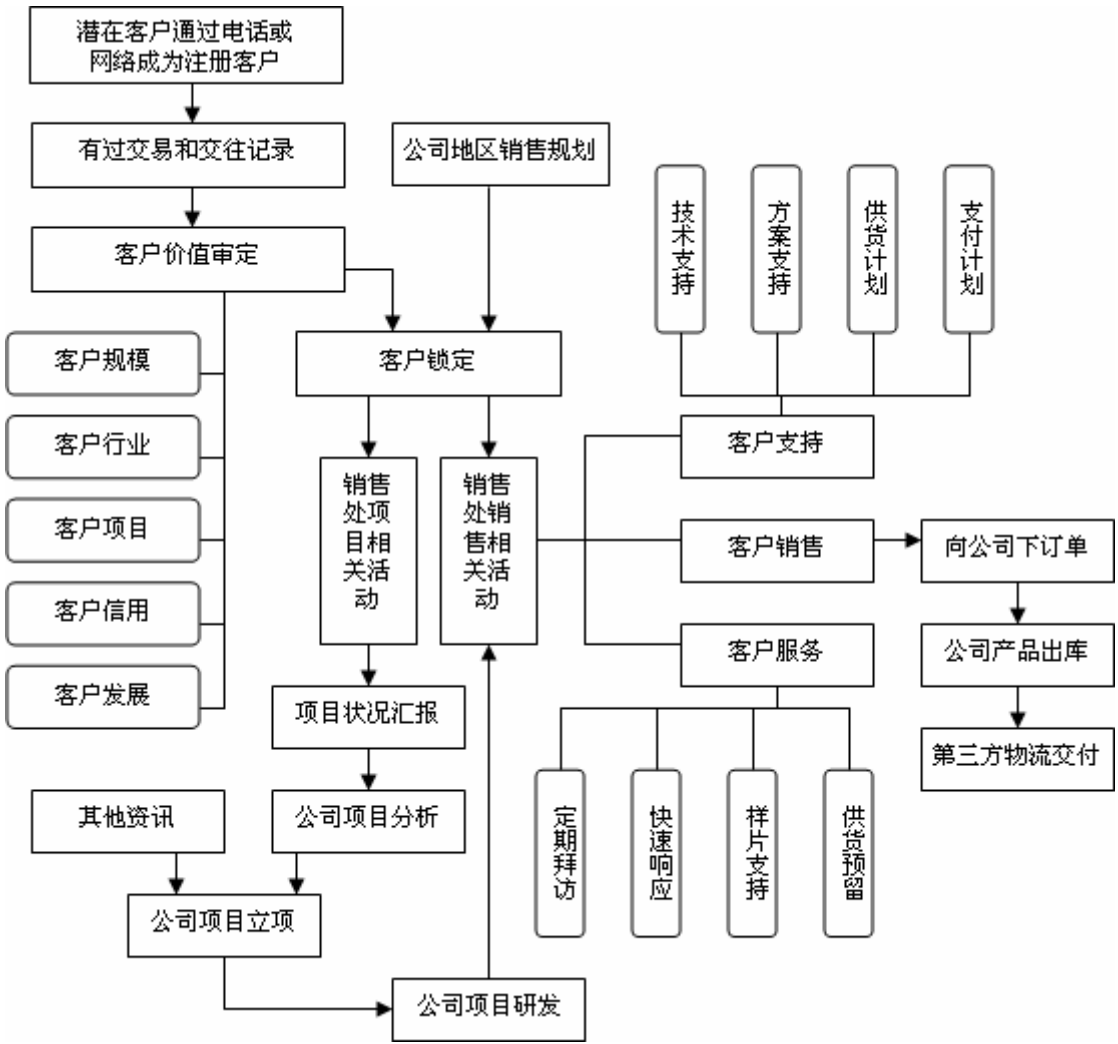 潜在客户通过电话或
网络成为注册客户
有过交易和交往记录
公司地区销售规划
客户价值审定
技术支持
方案支持
供货计划
支付计划
客户规模
客户锁定
客户行业
客户支持
销售
处项
目相
关活
动
销售
处销
售相
关活
动
客户项目
客户销售
向公司下订单
客户信用
客户服务
公司产品出库
客户发展
项目状况汇报
第三方物流交付
其他资讯
公司项目分析
定期拜访
快速响应
样片支持
供货预留
公司项目立项
公司项目研发